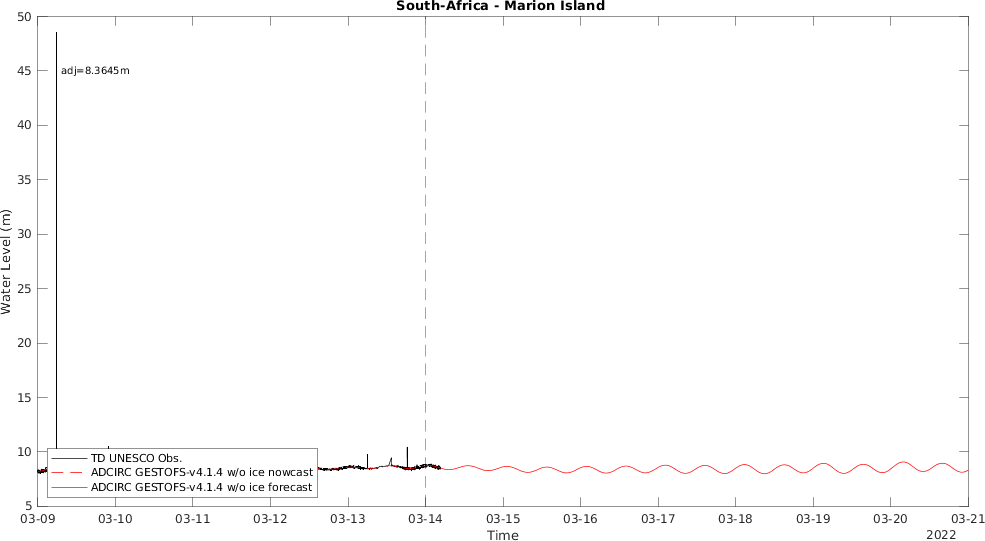 South-Africa - Marion Island
50
45
40
35
30
25
20
15
10
5
Water Level (m)
adj=8.3645m
TD UNESCO Obs.
ADCIRC GESTOFS-v4.1.4 w/o ice nowcast
ADCIRC GESTOFS-v4.1.4 w/o ice forecast
03-09 03-10 03-11 03-12 03-13 03-14 03-15 03-16 03-17 03-18 03-19 03-20 03-21
Time
2022